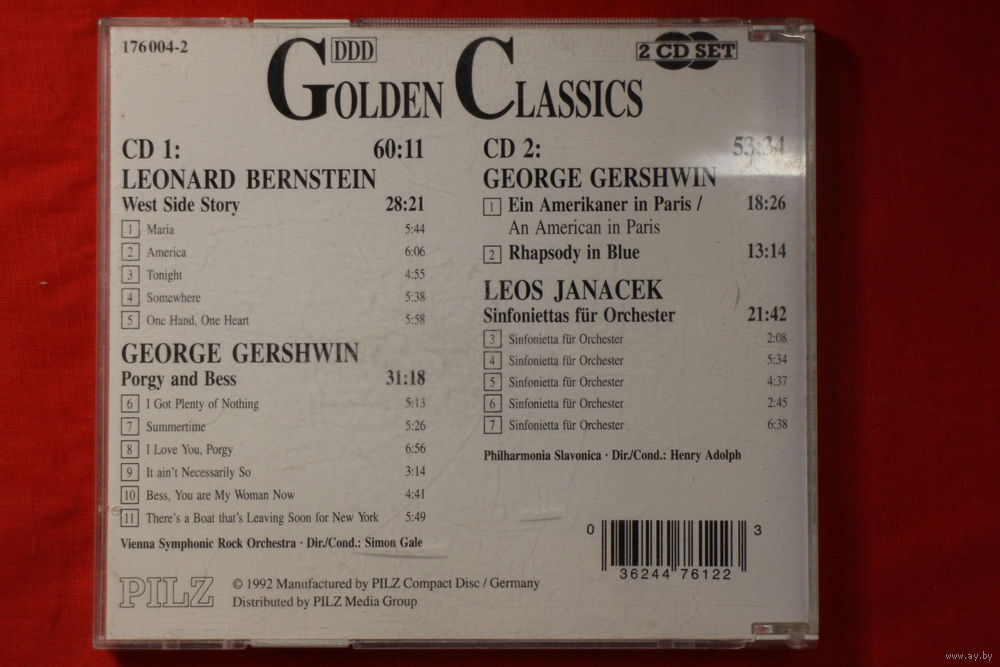 176 004-2
DDD
2 CD SET
GOLDEN CLASSICS
CD 1: 60:11
LEONARD BERNSTEIN
West Side Story 28:21
1 Maria 5:44
2 America 6:06
3 Tonight 4:55
4 Somewhere 5:38
5 One Hand, One Heart 5:58
GEORGE GERSHWIN
Porgy and Bess 31:18
6 I Got Plenty of Nothing 5:13
7 Summertime 5:26
8 I Love You, Porgy 6:56
9 It ain't Necessarily So 3:14
10 Bess, You are My Woman Now 4:41
11 There's a Boat that's Leaving Soon for New York 5:49
Vienna Symphonic Rock Orchestra · Dir./Cond.: Simon Gale
CD 2: 53:34
GEORGE GERSHWIN
1 Ein Amerikaner in Paris / 18:26
An American in Paris
2 Rhapsody in Blue 13:14
LEOS JANACEK
Sinfoniettas für Orchester 21:42
3 Sinfonietta für Orchester 2:08
4 Sinfonietta für Orchester 5:34
5 Sinfonietta für Orchester 4:37
6 Sinfonietta für Orchester 2:45
7 Sinfonietta für Orchester 6:38
Philharmonia Slavonica · Dir./Cond.: Henry Adolph
0 36244 76122 3
PILZ
© 1992 Manufactured by PILZ Compact Disc / Germany
Distributed by PILZ Media Group
www.ay.by